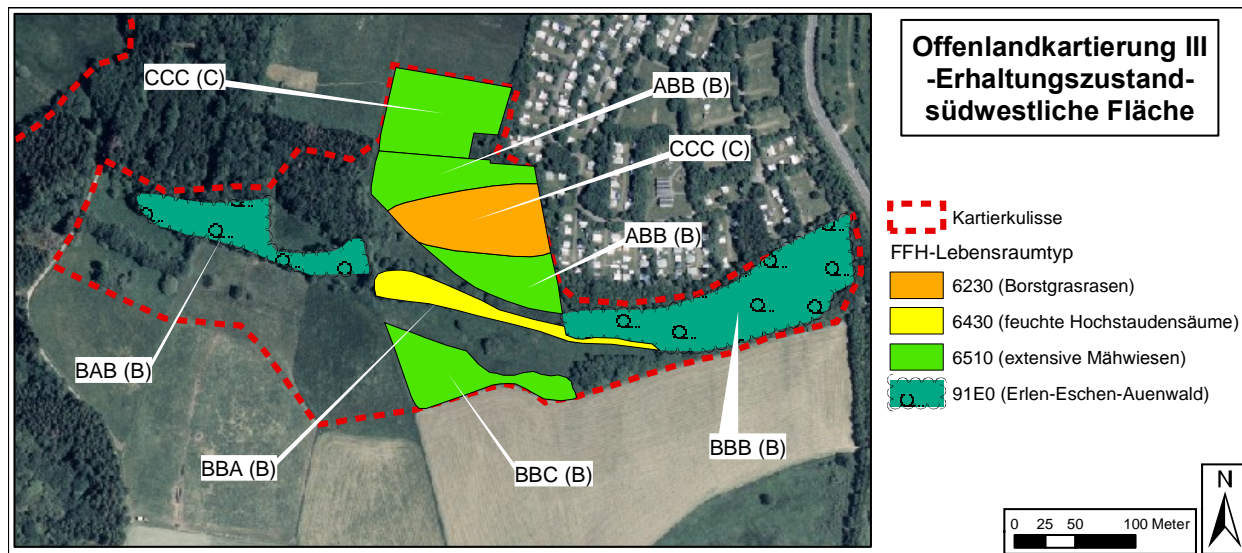 Offenlandkartierung III
-Erhaltungszustand-
südwestliche Fläche
CCC (C)
ABB (B)
CCC (C)
ABB (B)
BAB (B)
BBA (B)
BBC (B)
BBB (B)
Kartierkulisse
FFH-Lebensraumtyp
6230 (Borstgrasrasen)
6430 (feuchte Hochstaudensäume)
6510 (extensive Mähwiesen)
91E0 (Erlen-Eschen-Auenwald)
0 25 50 100 Meter
N